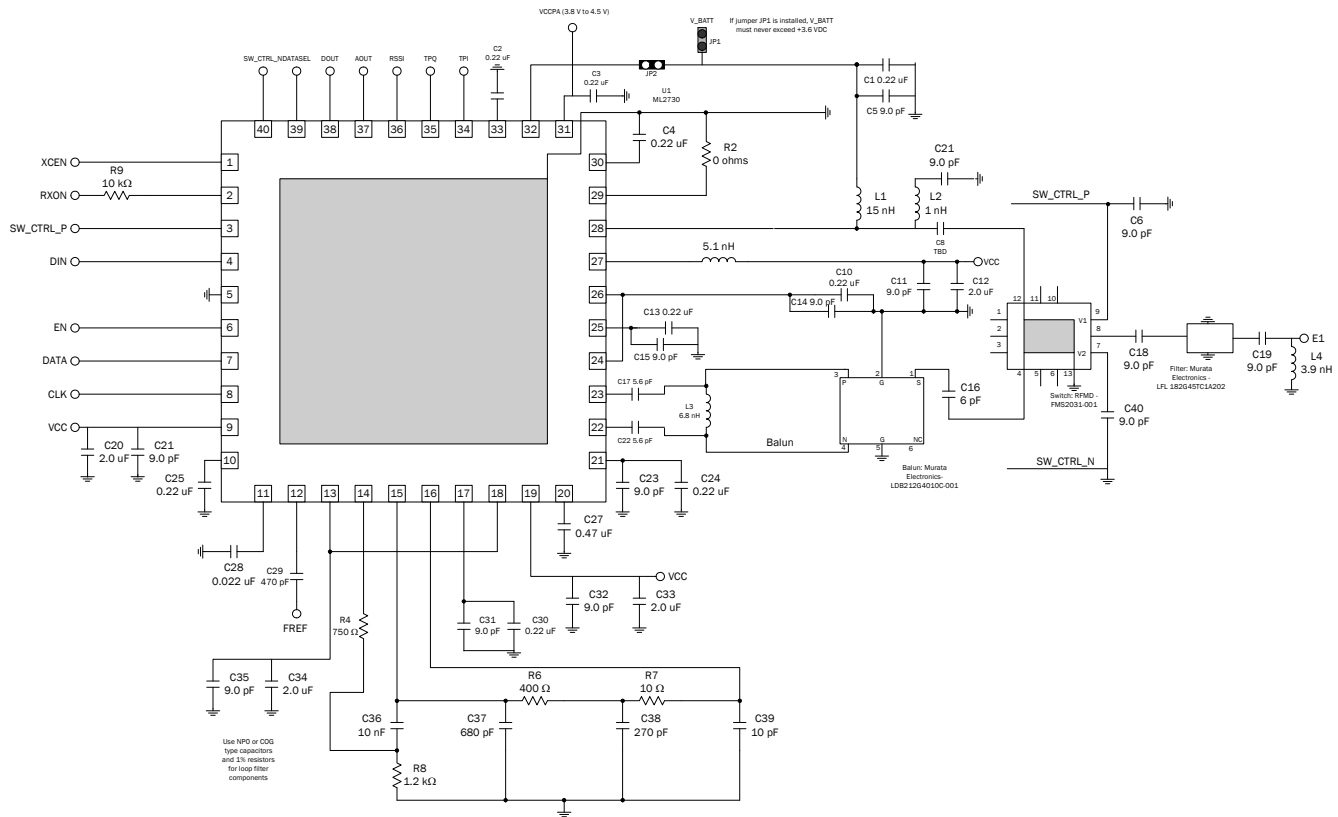 VCCPA (3.8 V to 4.5 V)
V_BATT
If jumper JP1 is installed, V_BATT
must never exceed +3.6 VDC
JP1
C2
0.22 uF
SW_CTRL_N
DATASEL
DOUT
AOUT
RSSI
TPQ
TPI
C3
0.22 uF
JP2
U1
ML2730
C1 0.22 uF
C5 9.0 pF
40
39
38
37
36
35
34
33
32
31
C4
0.22 uF
R2
0 ohms
C21
9.0 pF
XCEN
1
30
R9
10 kΩ
RXON
2
29
L1
15 nH
L2
1 nH
SW_CTRL_P
C6
9.0 pF
SW_CTRL_P
3
28
C8
TBD
DIN
4
27
5.1 nH
VCC
5
26
C10
0.22 uF
C14 9.0 pF
C11
9.0 pF
C12
2.0 uF
12
11
10
1
2
3
9
8
7
V1
V2
4
5
6
13
EN
6
25
C13 0.22 uF
C15 9.0 pF
C18
9.0 pF
C19
9.0 pF
E1
L4
3.9 nH
Filter: Murata
Electronics -
LFL 182G45TC1A202
Switch: RFMD -
FMS2031-001
DATA
7
24
CLK
8
23
C17 5.6 pF
L3
6.8 nH
C22 5.6 pF
3
2
1
P
G
S
N
G
NC
4
5
6
Balun
C16
6 pF
C40
9.0 pF
SW_CTRL_N
Balun: Murata
Electronics-
LDB212G4010C-001
VCC
9
22
C20
2.0 uF
C21
9.0 pF
10
21
C25
0.22 uF
C23
9.0 pF
C24
0.22 uF
11
12
13
14
15
16
17
18
19
20
C27
0.47 uF
C28
0.022 uF
C29
470 pF
FREF
VCC
C32
9.0 pF
C33
2.0 uF
R4
750 Ω
C31
9.0 pF
C30
0.22 uF
C35
9.0 pF
C34
2.0 uF
R6
400 Ω
R7
10 Ω
C36
10 nF
C37
680 pF
C38
270 pF
C39
10 pF
R8
1.2 kΩ
Use NPO or COG
type capacitors
and 1% resistors
for loop filter
components